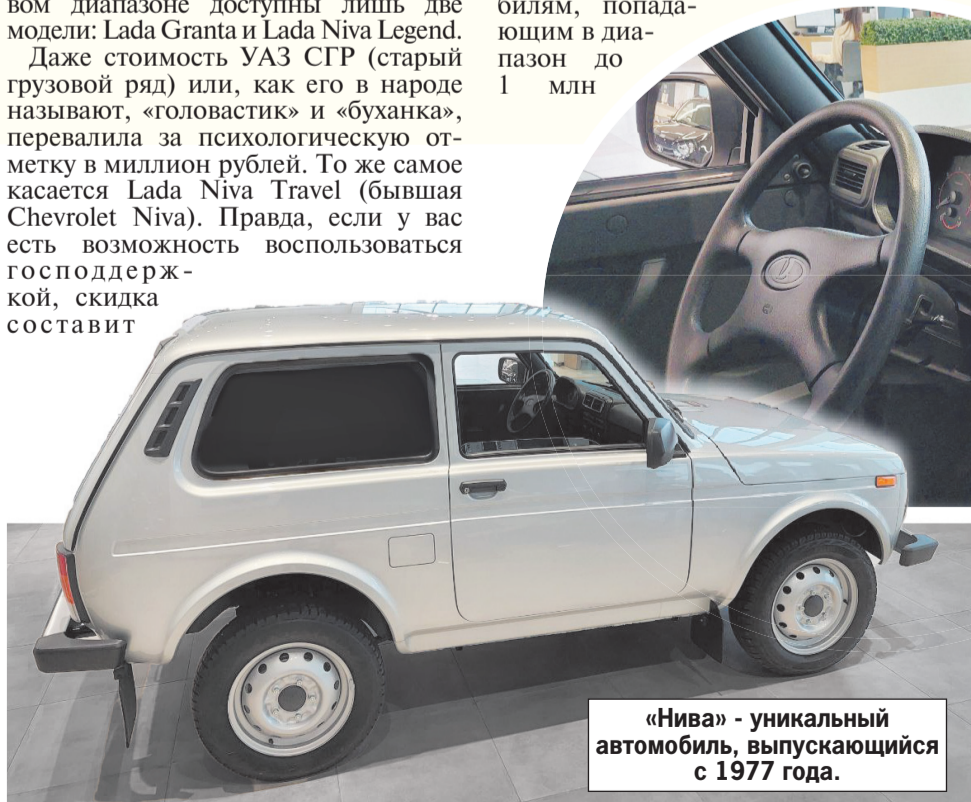 вом диапазоне доступны лишь две
модели: Lada Granta и Lada Niva Legend.
Даже стоимость УАЗ СГР (старый
грузовой ряд) или, как его в народе
называют, «головастик» и «буханка»,
перевалила за психологическую от-
метку в миллион рублей. То же самое
касается Lada Niva Travel (бывшая
Chevrolet Niva). Правда, если у вас
есть возможность воспользоваться
господдерж-
кой, скидка
составит
билям, попада-
ющим в диа-
пазон до
1 млн
«Нива» - уникальный
автомобиль, выпускающийся
с 1977 года.